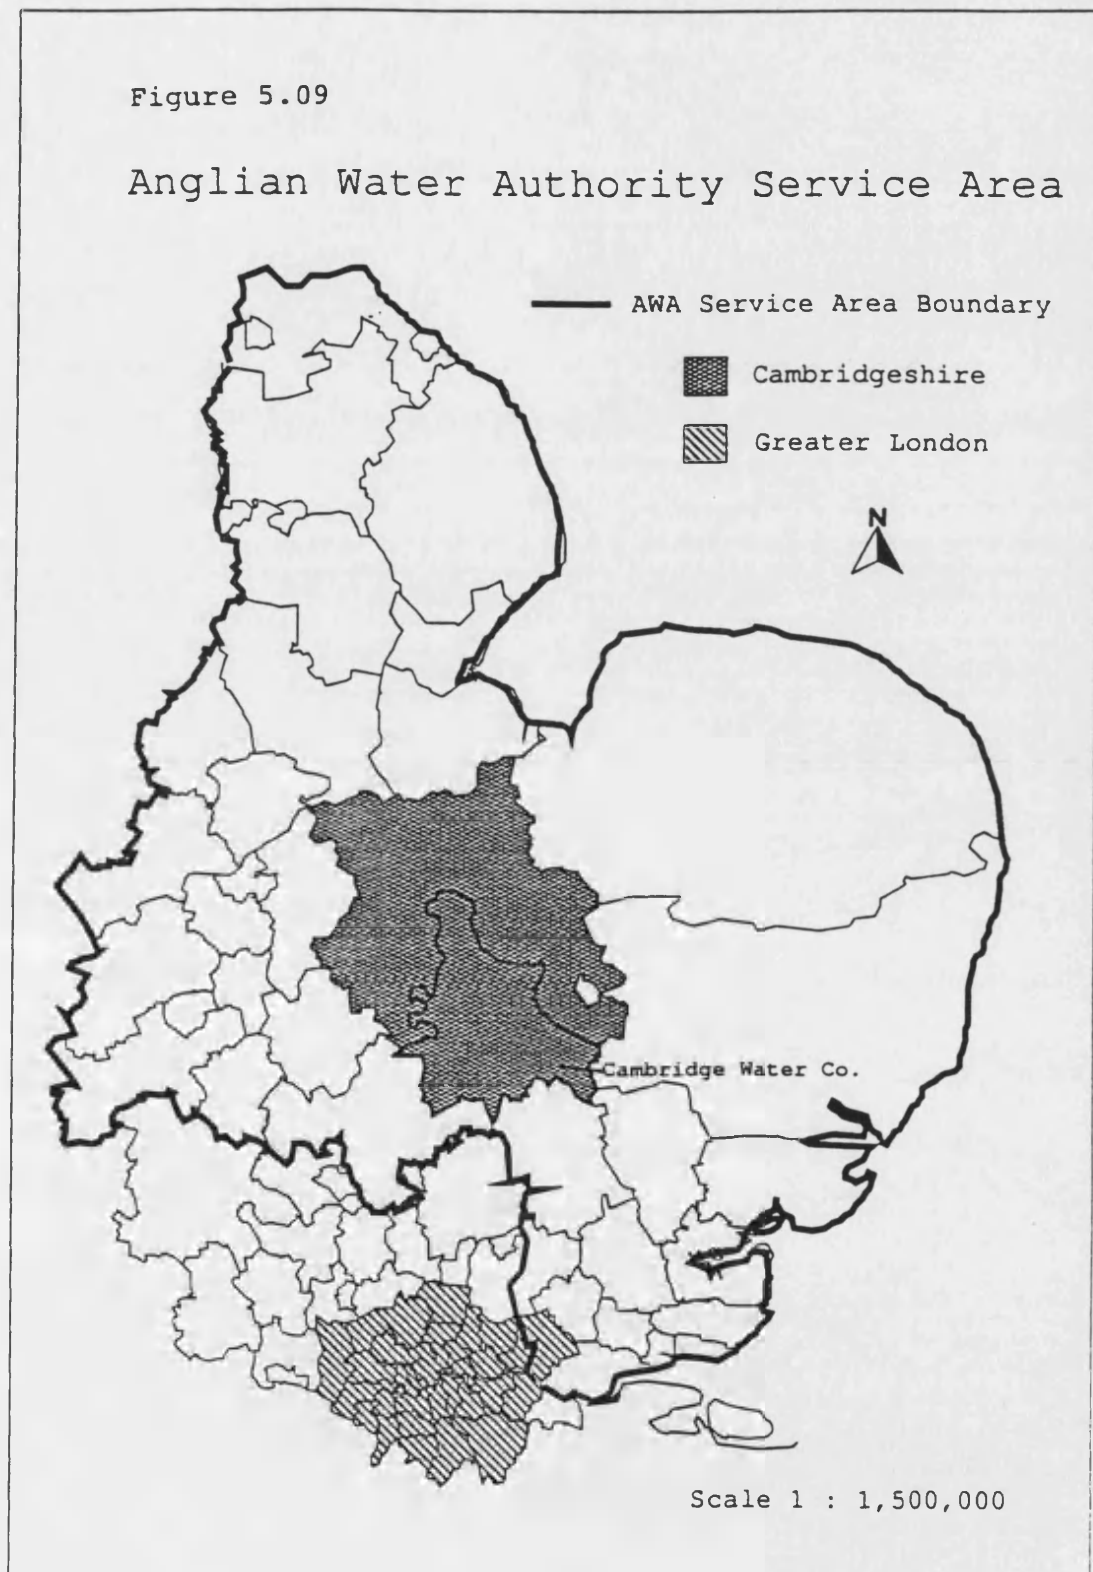 Figure 5.09
Anglian Water Authority Service Area
AWA Service Area Boundary
Cambridgeshire
Greater London
N
Cambridge Water Co.
Scale 1 : 1,500,000